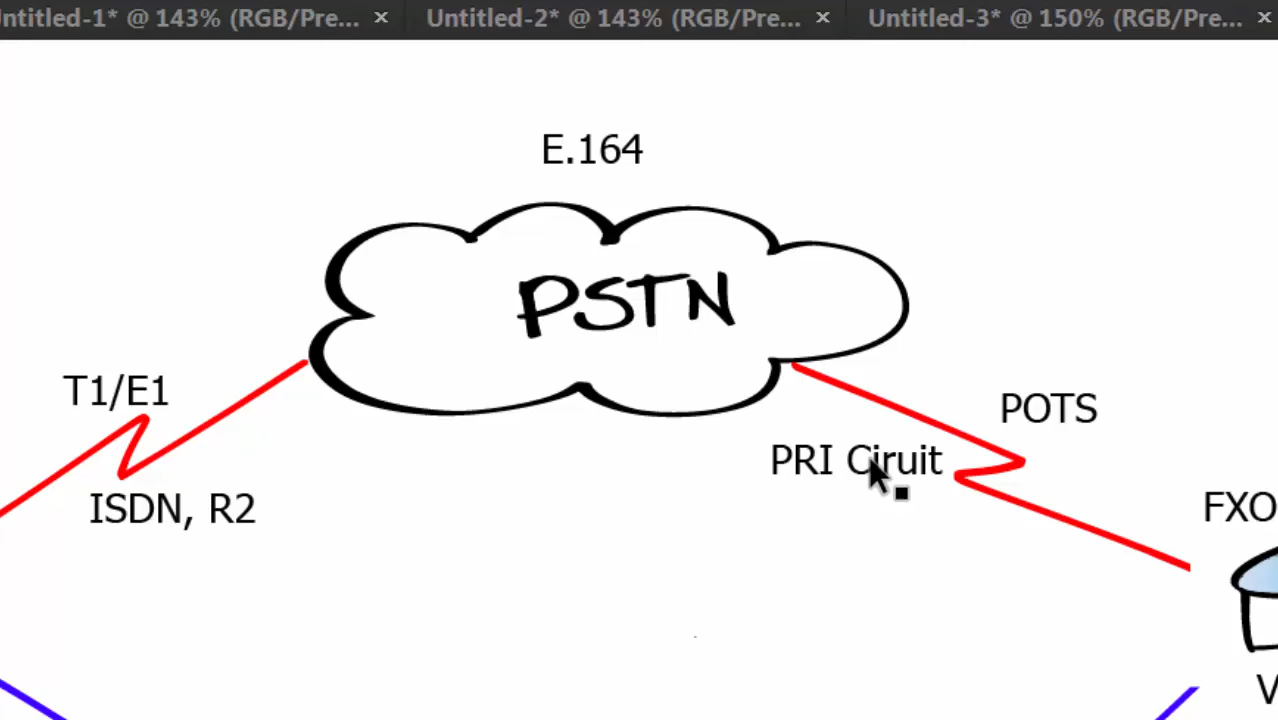 ntitled-1* @ 143% (RGB/Pre... × Untitled-2* @ 143% (RGB/Pre... × Untitled-3* @ 150% (RGB/Pre... ×
E.164
PSTN
T1/E1
POTS
PRI Ciruit
ISDN, R2
FXO
V